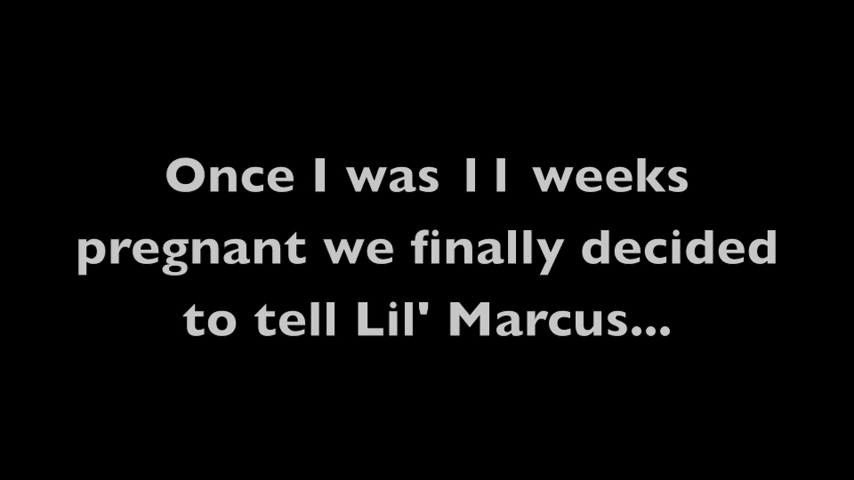 Once I was 11 weeks
pregnant we finally decided
to tell Lil' Marcus...